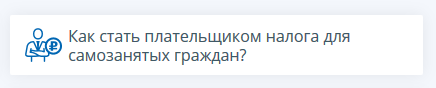 Как стать плательщиком налога для
самозанятых граждан?